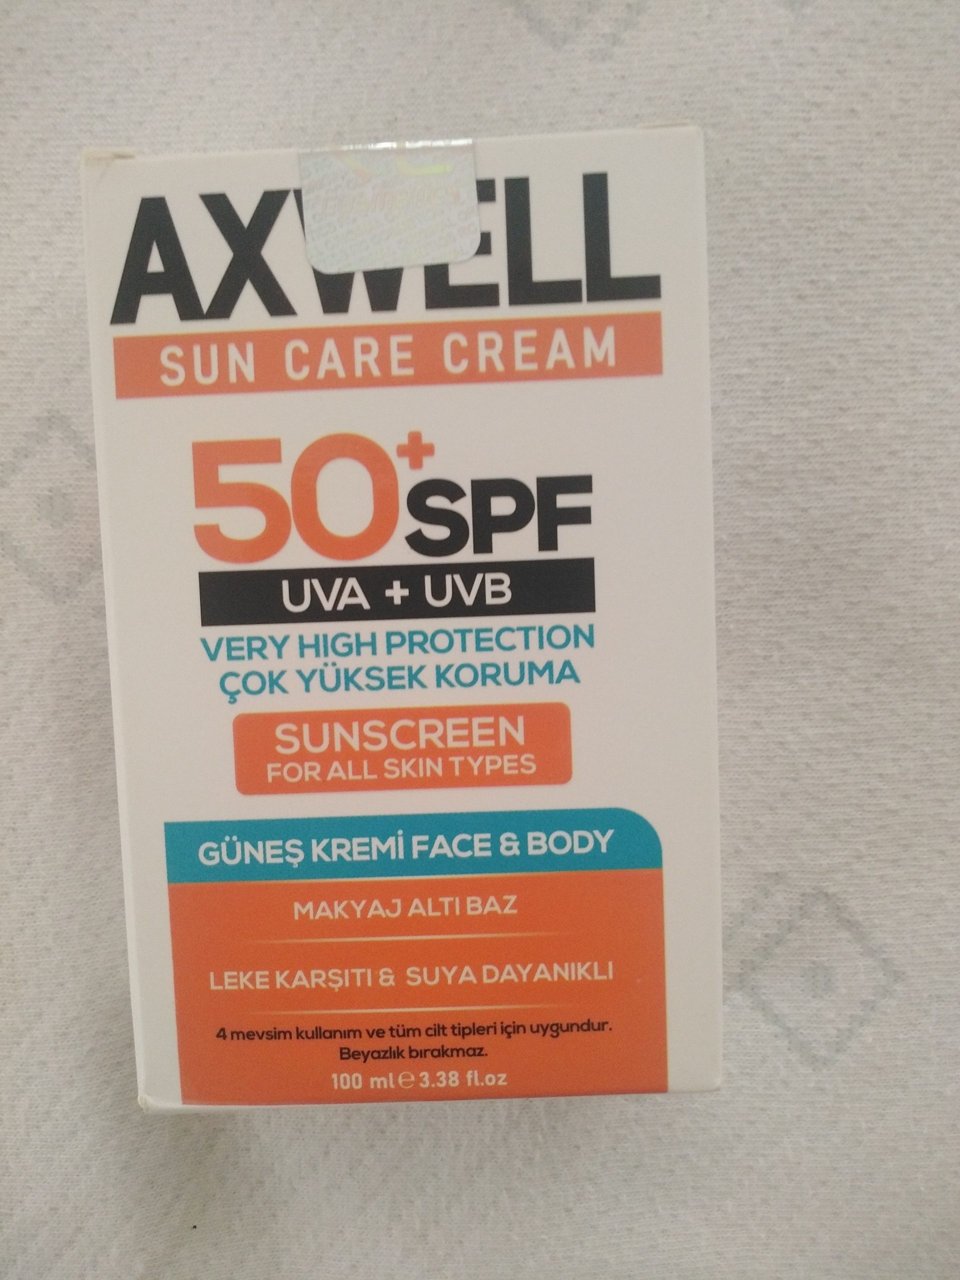 AXWELL
SUN CARE CREAM
50+ SPF
UVA + UVB
VERY HIGH PROTECTION
ÇOK YÜKSEK KORUMA
SUNSCREEN
FOR ALL SKIN TYPES
GÜNEŞ KREMİ FACE & BODY
MAKYAJ ALTI BAZ
LEKE KARŞITI & SUYA DAYANIKLI
4 mevsim kullanım ve tüm cilt tipleri için uygundur.
Beyazlık bırakmaz.
100 ml ℮ 3.38 fl.oz